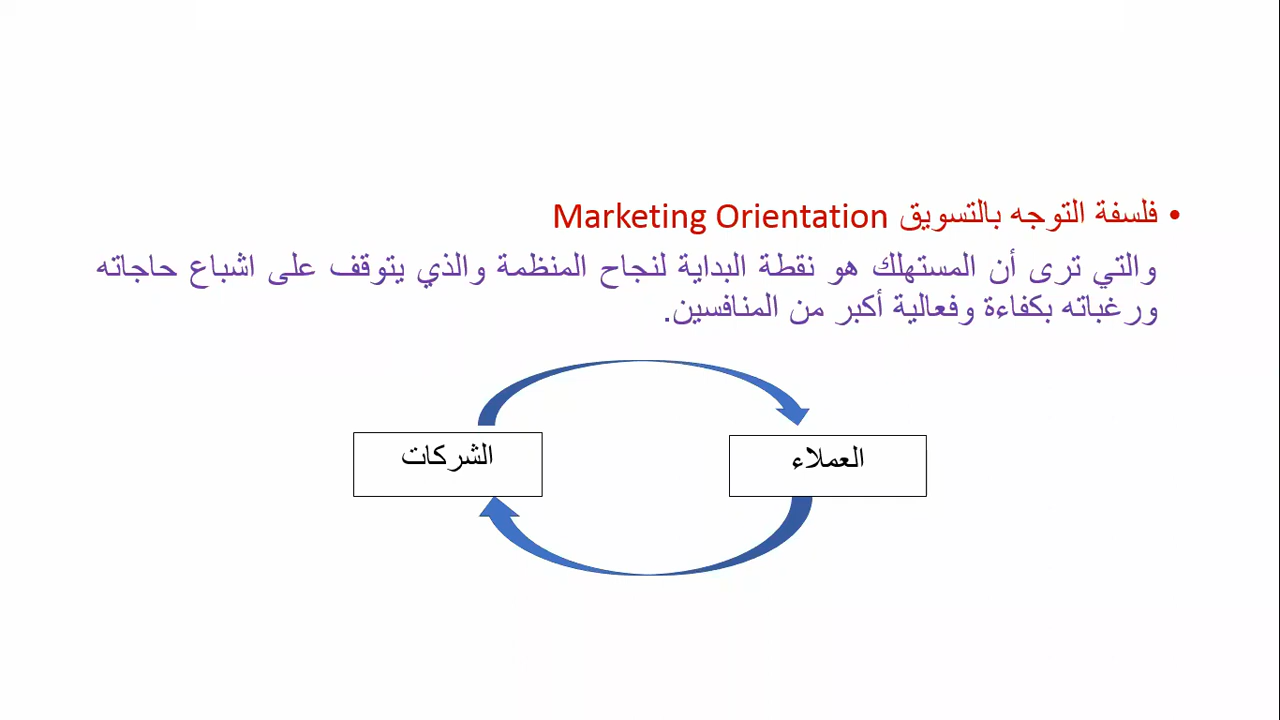 • فلسفة التوجه بالتسويق Marketing Orientation
والتي ترى أن المستهلك هو نقطة البداية لنجاح المنظمة والذي يتوقف على اشباع حاجاته
ورغباته بكفاءة وفعالية أكبر من المنافسين.
العملاء
الشركات